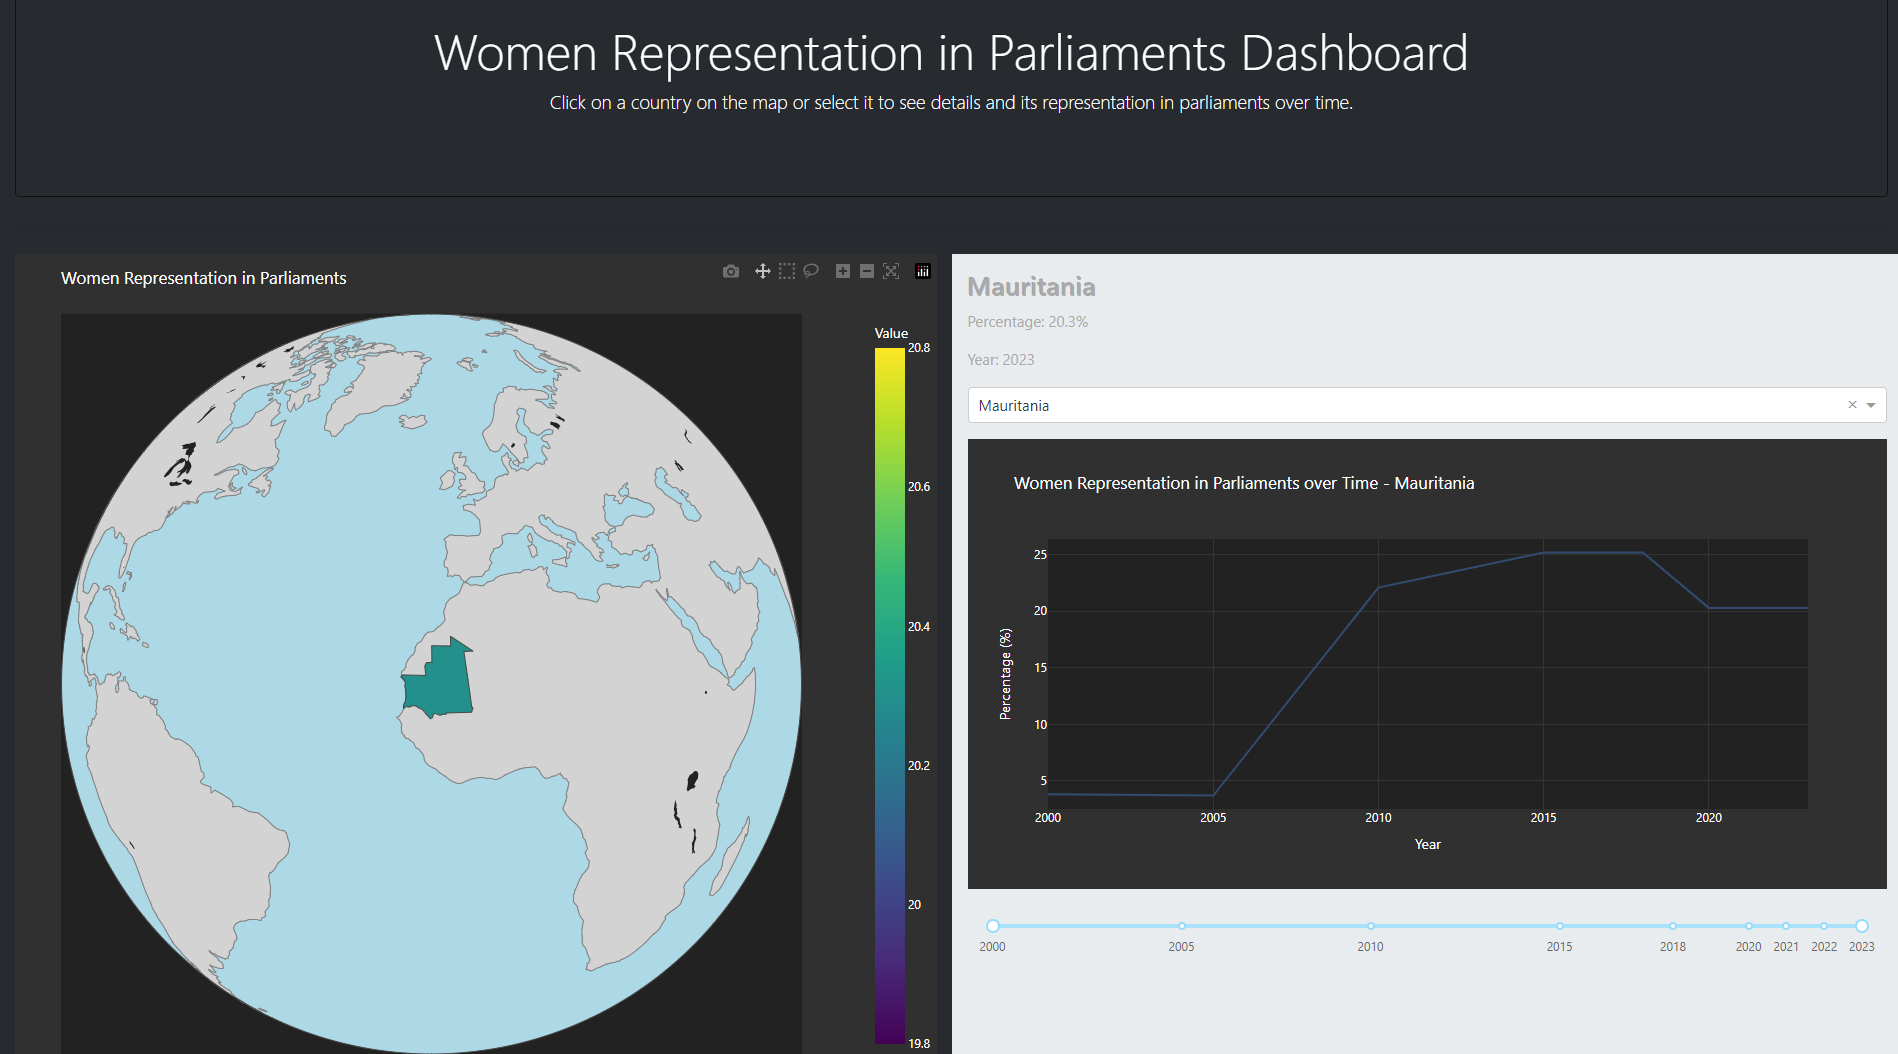 Women Representation in Parliaments Dashboard
Click on a country on the map or select it to see details and its representation in parliaments over time.
Women Representation in Parliaments
Value
20.8
20.6
20.4
20.2
20
19.8
Mauritania
Percentage: 20.3%
Year: 2023
Mauritania
Women Representation in Parliaments over Time - Mauritania
Percentage (%)
25
20
15
10
5
2000 2005 2010 2015 2020
Year
2000 2005 2010 2015 2018 2020 2021 2022 2023